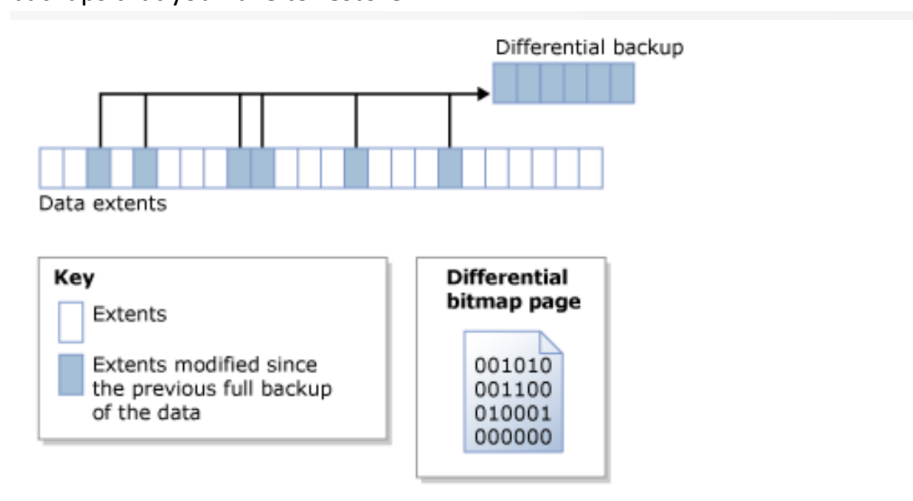 Differential backup
Data extents
Key
Extents
Extents modified since
the previous full backup
of the data
Differential
bitmap page
001010
001100
010001
000000